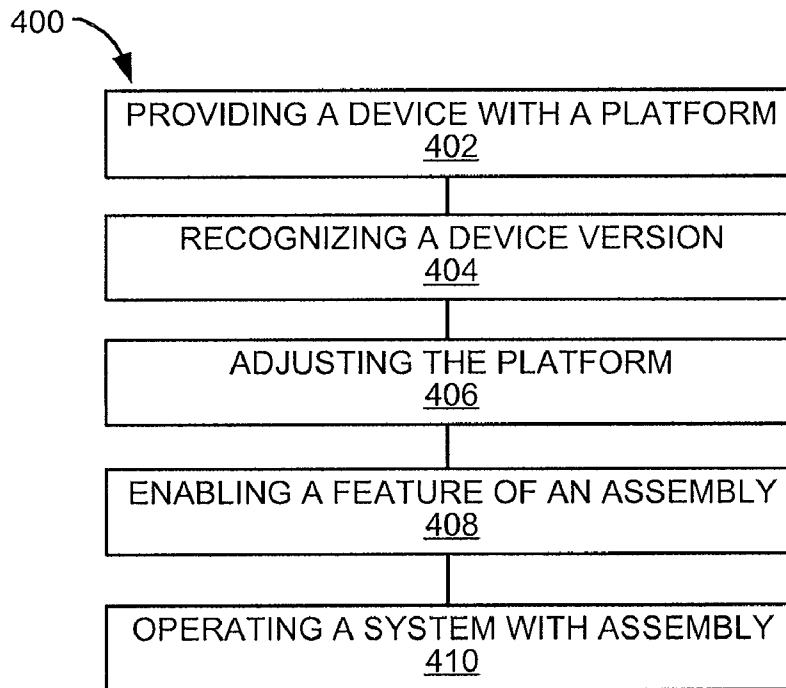 400
PROVIDING A DEVICE WITH A PLATFORM
402
RECOGNIZING A DEVICE VERSION
404
ADJUSTING THE PLATFORM
406
ENABLING A FEATURE OF AN ASSEMBLY
408
OPERATING A SYSTEM WITH ASSEMBLY
410